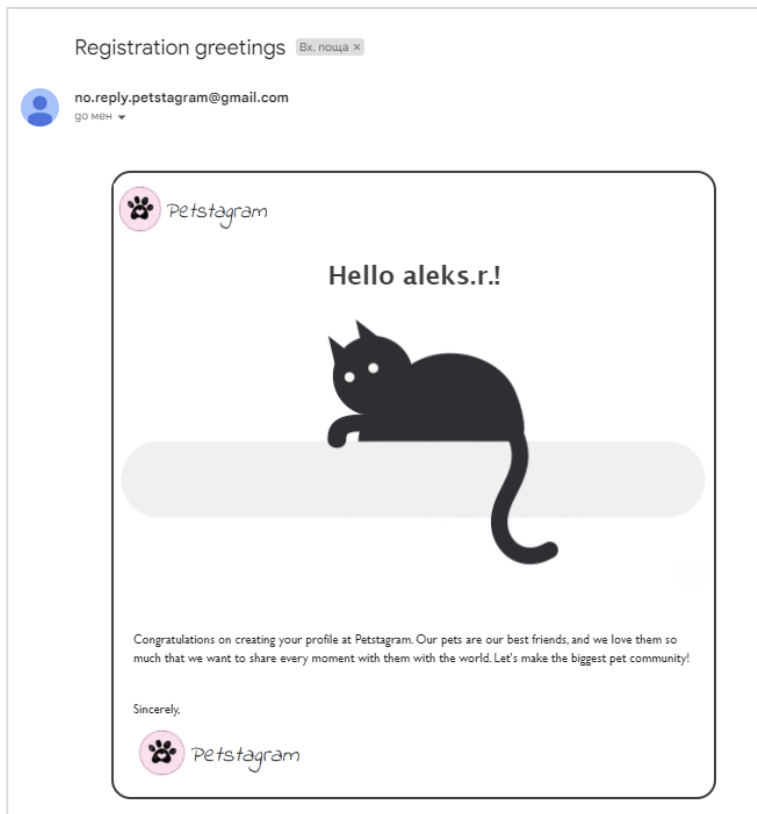 Registration greetings Вх. поща ×
no.reply.petstagram@gmail.com
до мен
Petstagram
Hello aleks.r.!
Congratulations on creating your profile at Petstagram. Our pets are our best friends, and we love them so
much that we want to share every moment with them with the world. Let's make the biggest pet community!
Sincerely,
Petstagram